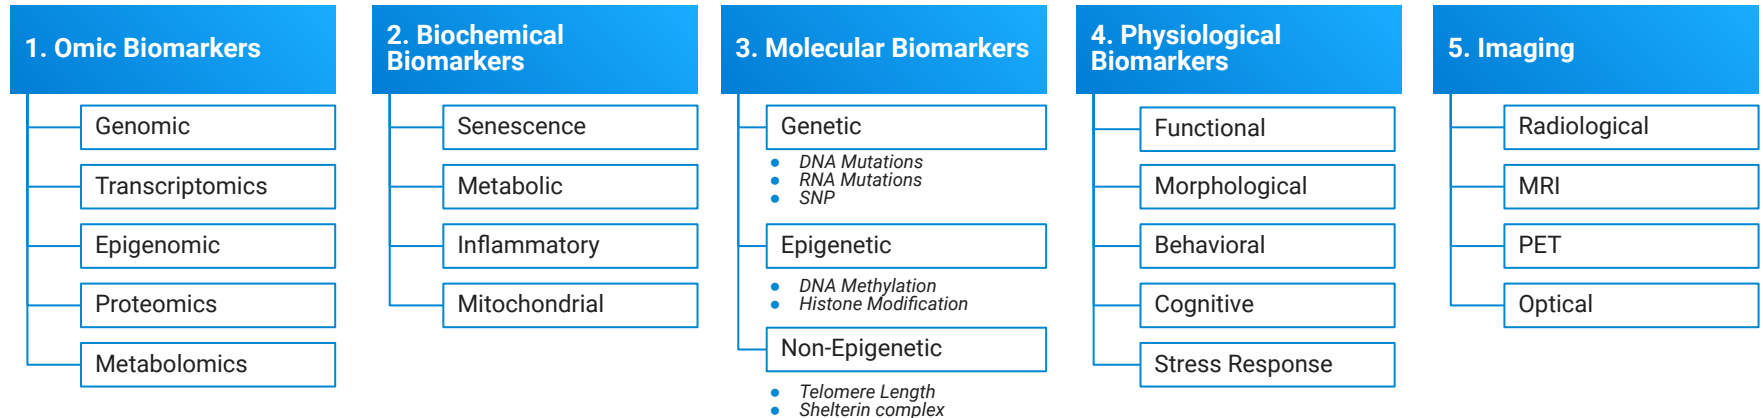 1. Omic Biomarkers
Genomic
Transcriptomics
Epigenomic
Proteomics
Metabolomics
2. Biochemical
Biomarkers
Senescence
Metabolic
Inflammatory
Mitochondrial
3. Molecular Biomarkers
Genetic
● DNA Mutations
● RNA Mutations
● SNP
Epigenetic
● DNA Methylation
● Histone Modification
Non-Epigenetic
● Telomere Length
● Shelterin complex
4. Physiological
Biomarkers
Functional
Morphological
Behavioral
Cognitive
Stress Response
5. Imaging
Radiological
MRI
PET
Optical